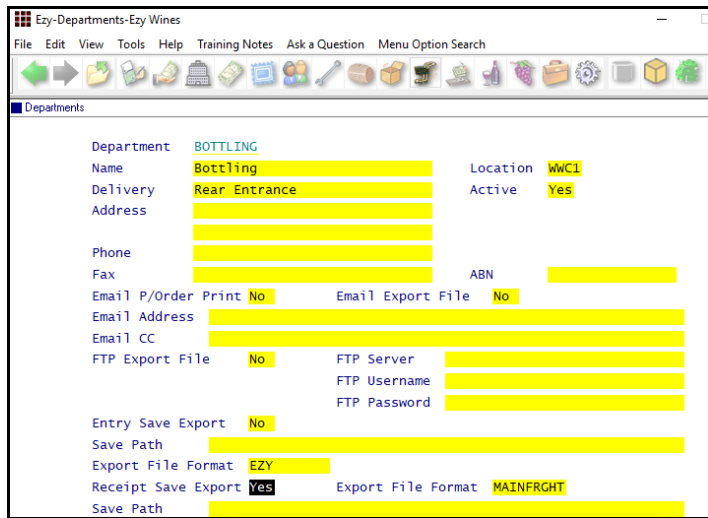 Ezy-Departments-Ezy Wines
File Edit View Tools Help Training Notes Ask a Question Menu Option Search
Departments
Department BOTTLING
Name Bottling Location WWC1
Delivery Rear Entrance Active Yes
Address
Phone
Fax ABN
Email P/Order Print No Email Export File No
Email Address
Email CC
FTP Export File No FTP Server
FTP Username
FTP Password
Entry Save Export No
Save Path
Export File Format EZY
Receipt Save Export Yes Export File Format MAINFRGHT
Save Path